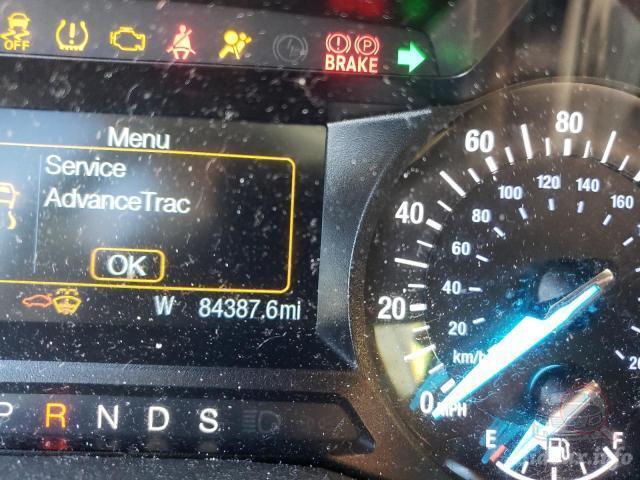 OFF
BRAKE
Menu
Service
AdvanceTrac
OK
W 84387.6mi
P R N D S
0 20 40 60 80
20 40 60 80 100 120 140 160
km/h
MPH
E F